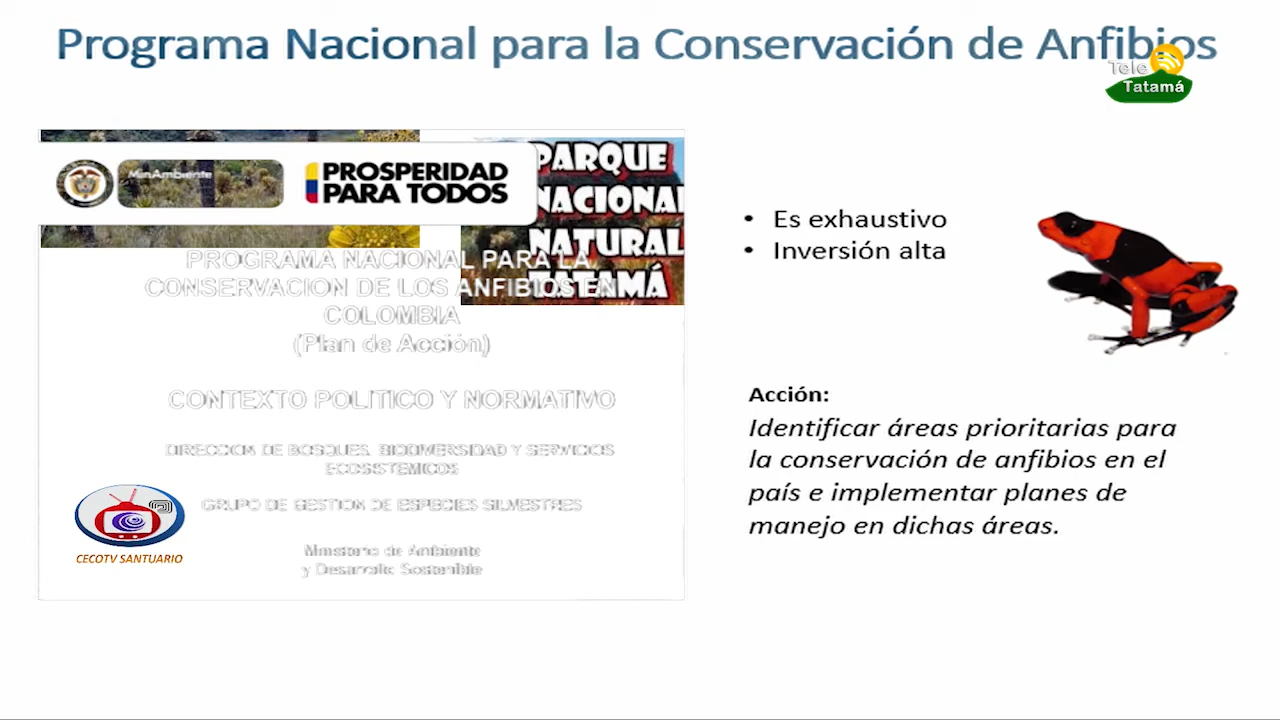 Programa Nacional para la Conservación de Anfibios
Tele
Tatamá
MinAmbiente
PROSPERIDAD
PARA TODOS
PARQUE
NACIONAL
NATURAL
TATAMÁ
PROGRAMA NACIONAL PARA LA
CONSERVACION DE LOS ANFIBIOS EN
COLOMBIA
(Plan de Acción)
CONTEXTO POLITICO Y NORMATIVO
DIRECCION DE BOSQUES, BIODIVERSIDAD Y SERVICIOS
ECOSISTEMICOS
GRUPO DE GESTION DE ESPECIES SILVESTRES
Ministerio de Ambiente
y Desarrollo Sostenible
CECOTV SANTUARIO
• Es exhaustivo
• Inversión alta
Acción:
Identificar áreas prioritarias para
la conservación de anfibios en el
país e implementar planes de
manejo en dichas áreas.